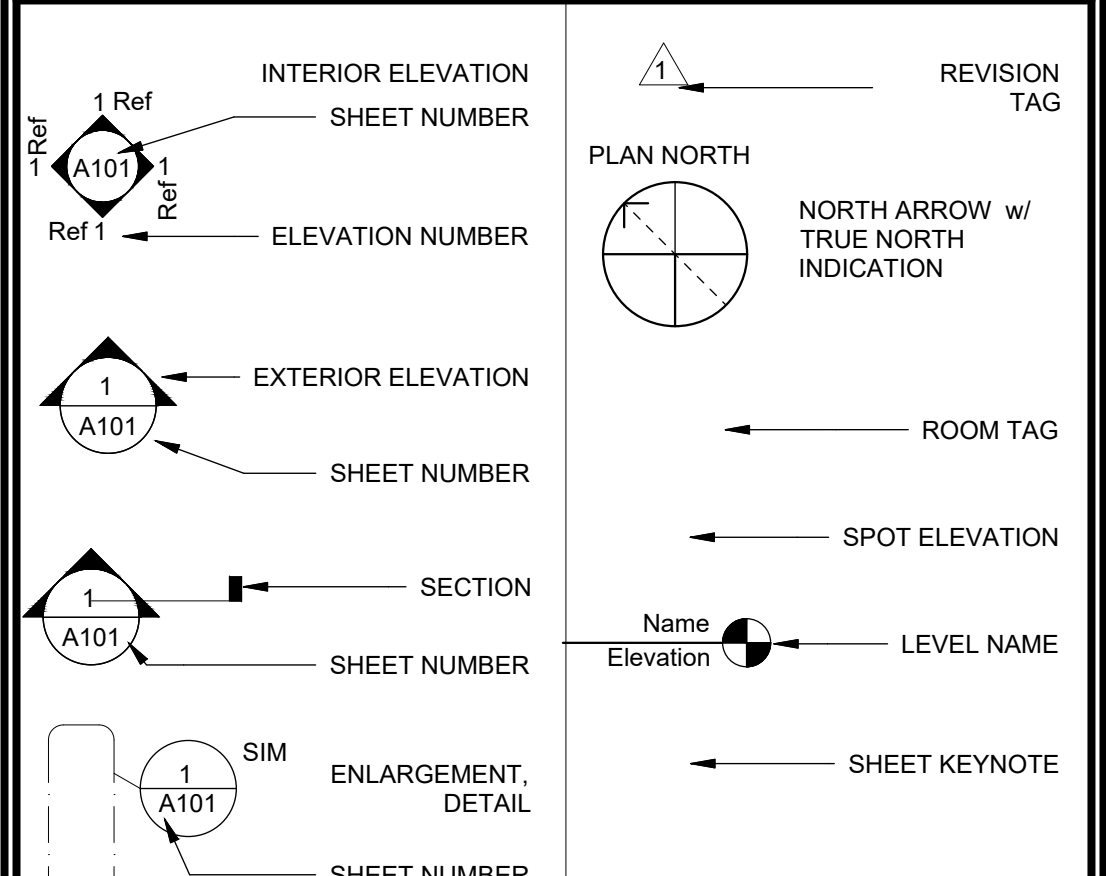 INTERIOR ELEVATION
1 Ref
SHEET NUMBER
1 Ref
A101
1 Ref
Ref 1
ELEVATION NUMBER
1
EXTERIOR ELEVATION
A101
SHEET NUMBER
1
SECTION
A101
SHEET NUMBER
SIM
1
A101
ENLARGEMENT,
DETAIL
SHEET NUMBER
1
REVISION
TAG
PLAN NORTH
NORTH ARROW w/
TRUE NORTH
INDICATION
ROOM TAG
SPOT ELEVATION
Name
Elevation
LEVEL NAME
SHEET KEYNOTE